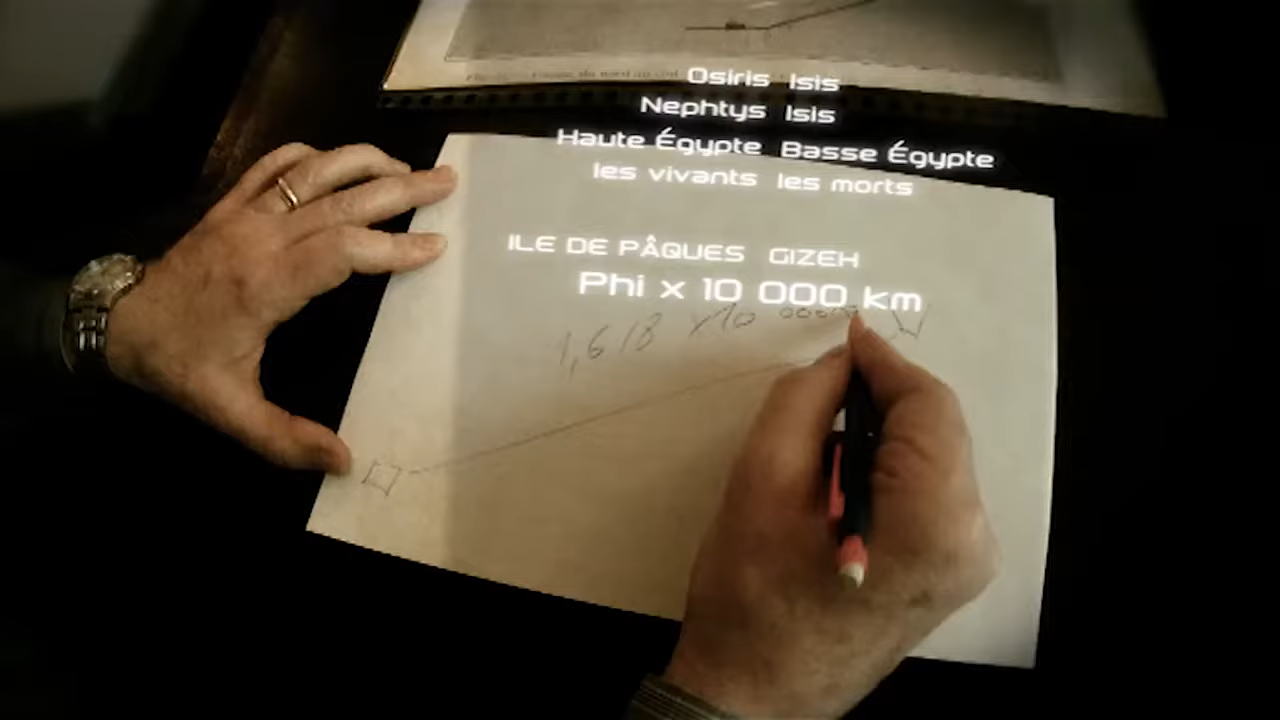 Osiris Isis
Nephtys Isis
Haute Égypte Basse Égypte
les vivants les morts
ILE DE PÂQUES GIZEH
Phi x 10 000 km
1,618 x10 000